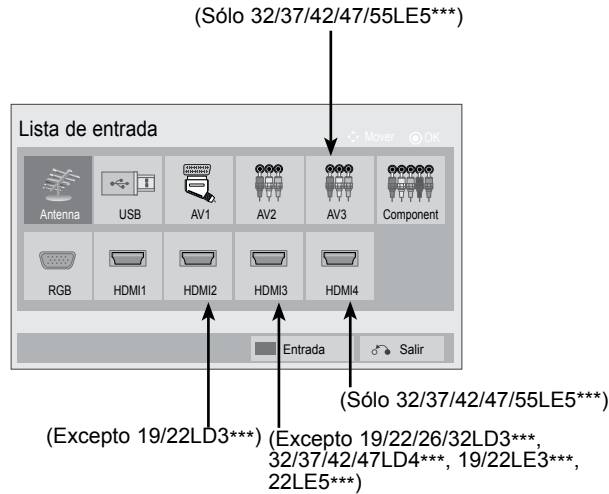 (Sólo 32/37/42/47/55LE5***)
Lista de entrada
Mover OK
Antenna USB AV1 AV2 AV3 Component
RGB HDMI1 HDMI2 HDMI3 HDMI4
Entrada Salir
(Sólo 32/37/42/47/55LE5***)
(Excepto 19/22LD3***)
(Excepto 19/22/26/32LD3***,
32/37/42/47LD4***, 19/22LE3***,
22LE5***)